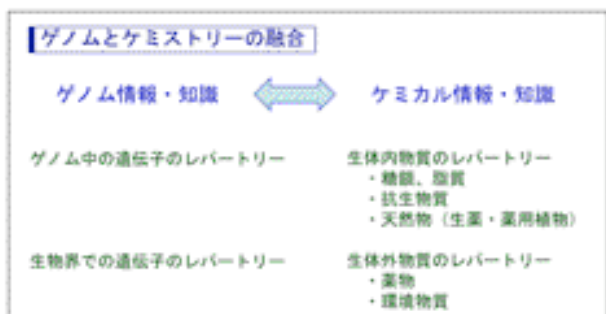 ゲノムとケミストリーの融合
ゲノム情報・知識
ケミカル情報・知識
ゲノム中の遺伝子のレパートリー
生体内物質のレパートリー
・糖鎖、脂質
・抗生物質
・天然物（生薬・薬用植物）
生物界での遺伝子のレパートリー
生体外物質のレパートリー
・薬物
・環境物質